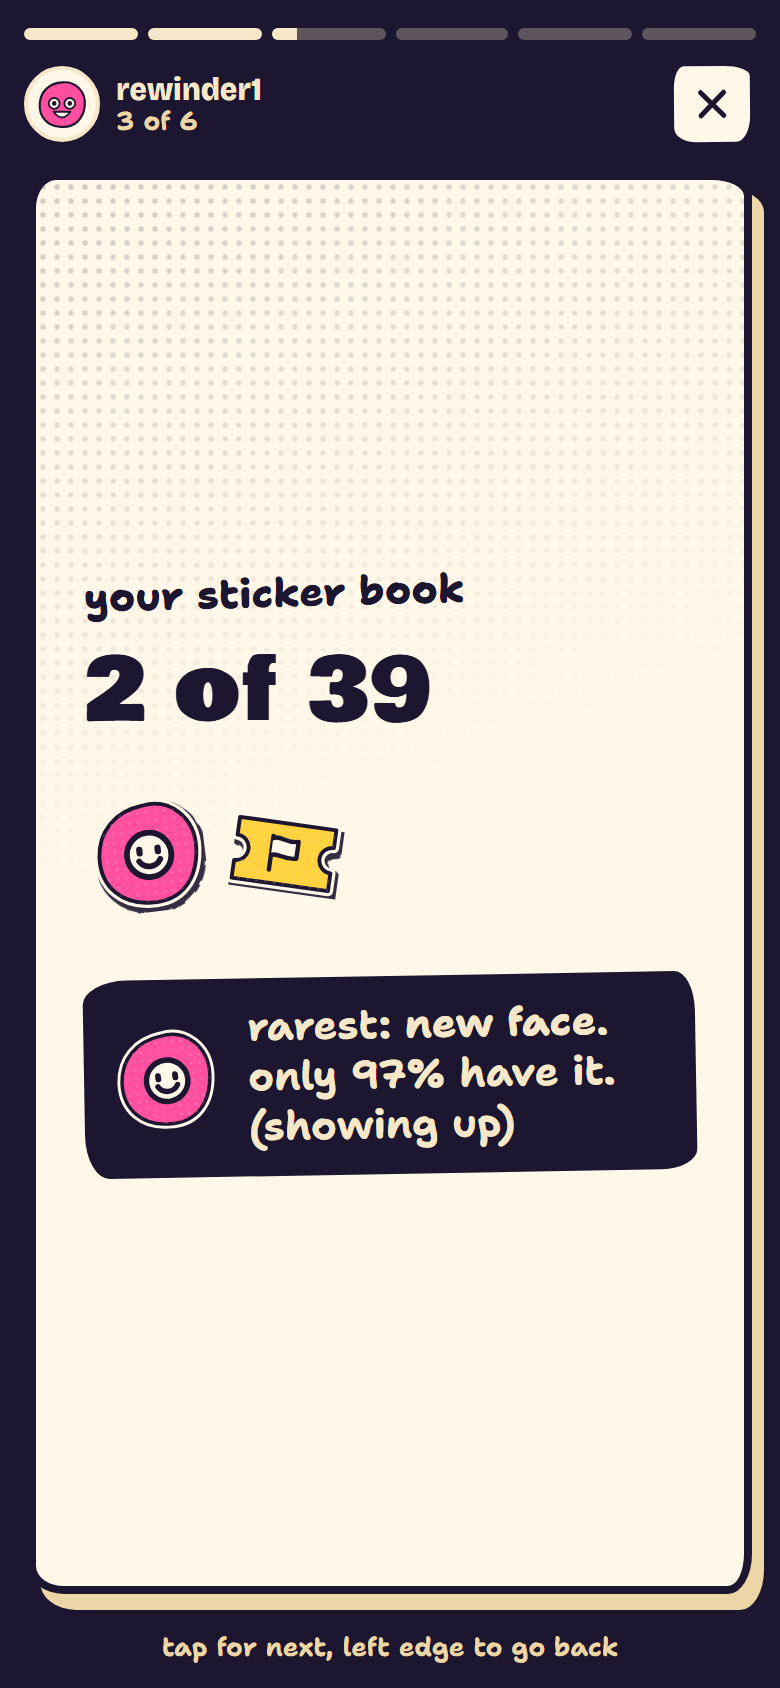 rewinder1
3 of 6
your sticker book
2 of 39
rarest: new face.
only 97% have it.
(showing up)
tap for next, left edge to go back